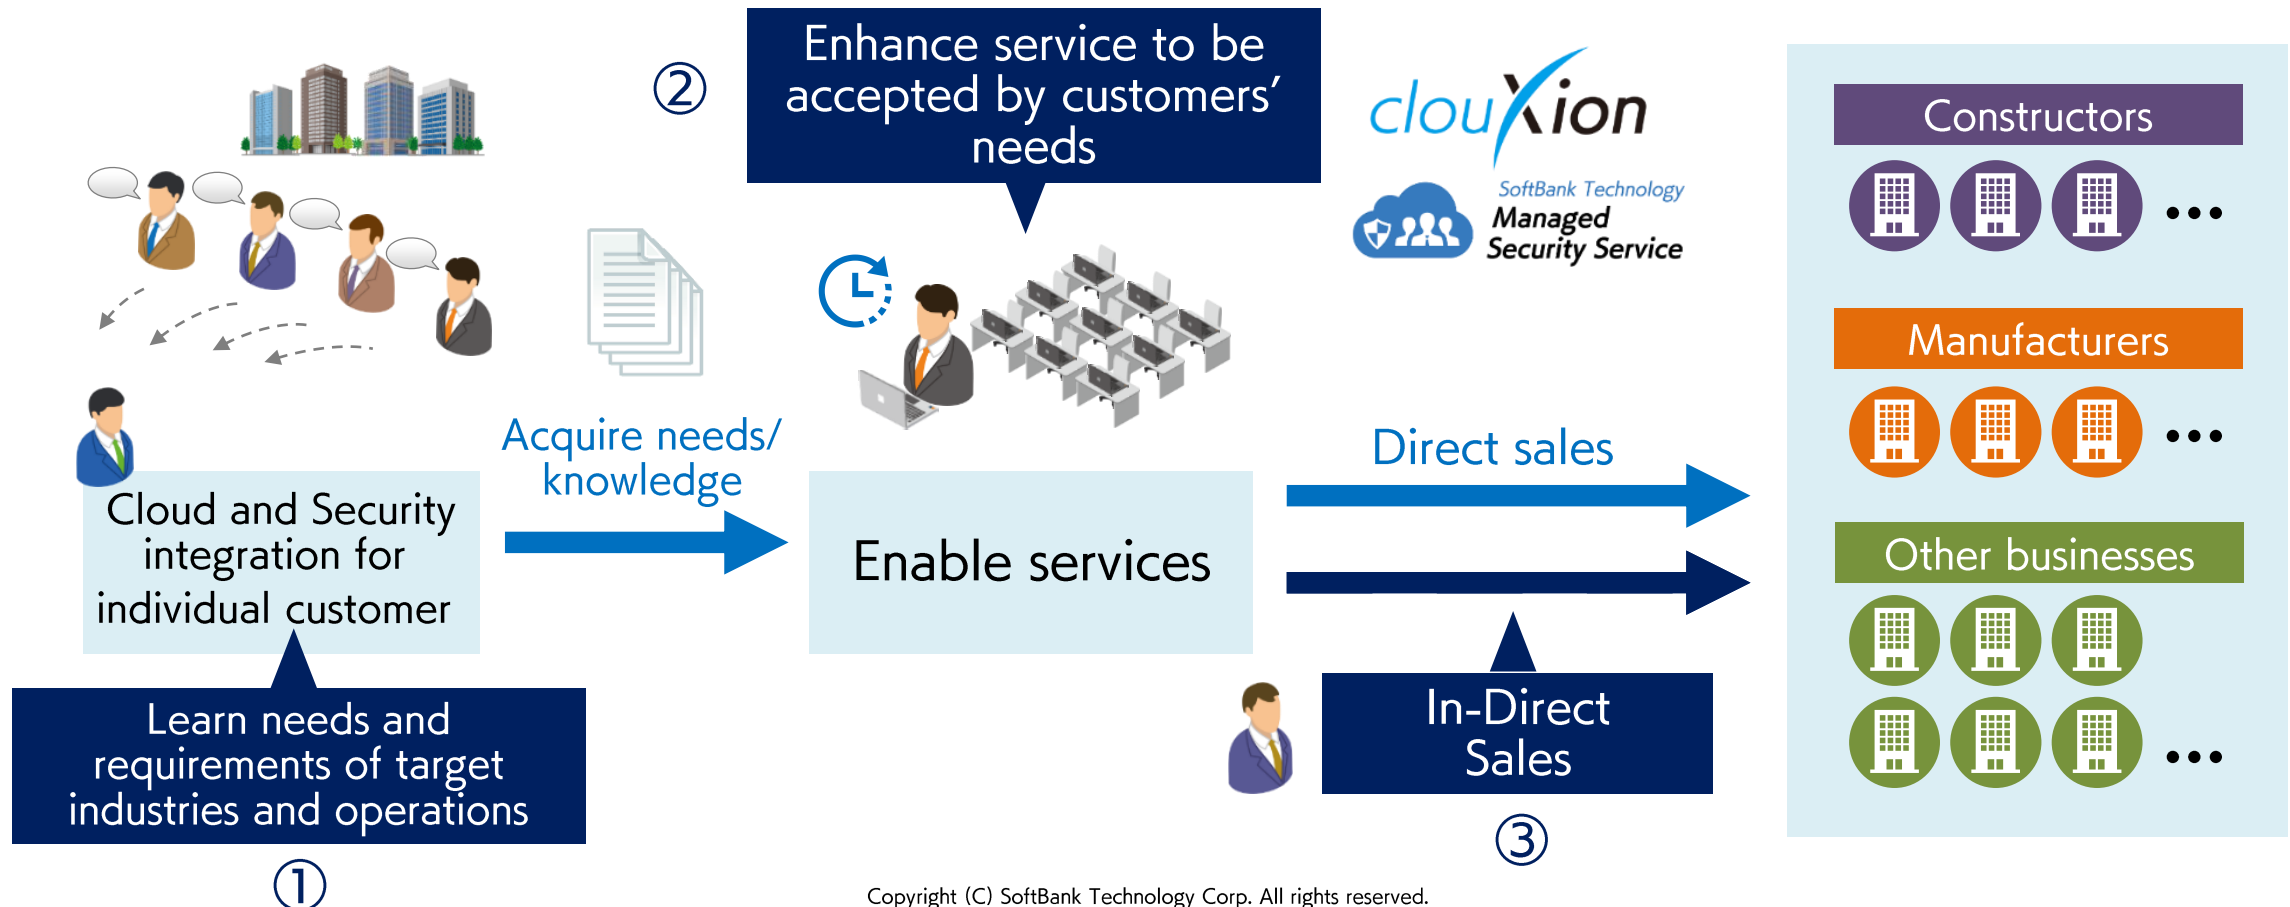 ②
Enhance service to be
accepted by customers’
needs
clouXion
SoftBank Technology
Managed
Security Service
Acquire needs/
knowledge
Cloud and Security
integration for
individual customer
Enable services
Direct sales
Learn needs and
requirements of target
industries and operations
①
In-Direct
Sales
③
Constructors
•••
Manufacturers
•••
Other businesses
•••
Copyright (C) SoftBank Technology Corp. All rights reserved.